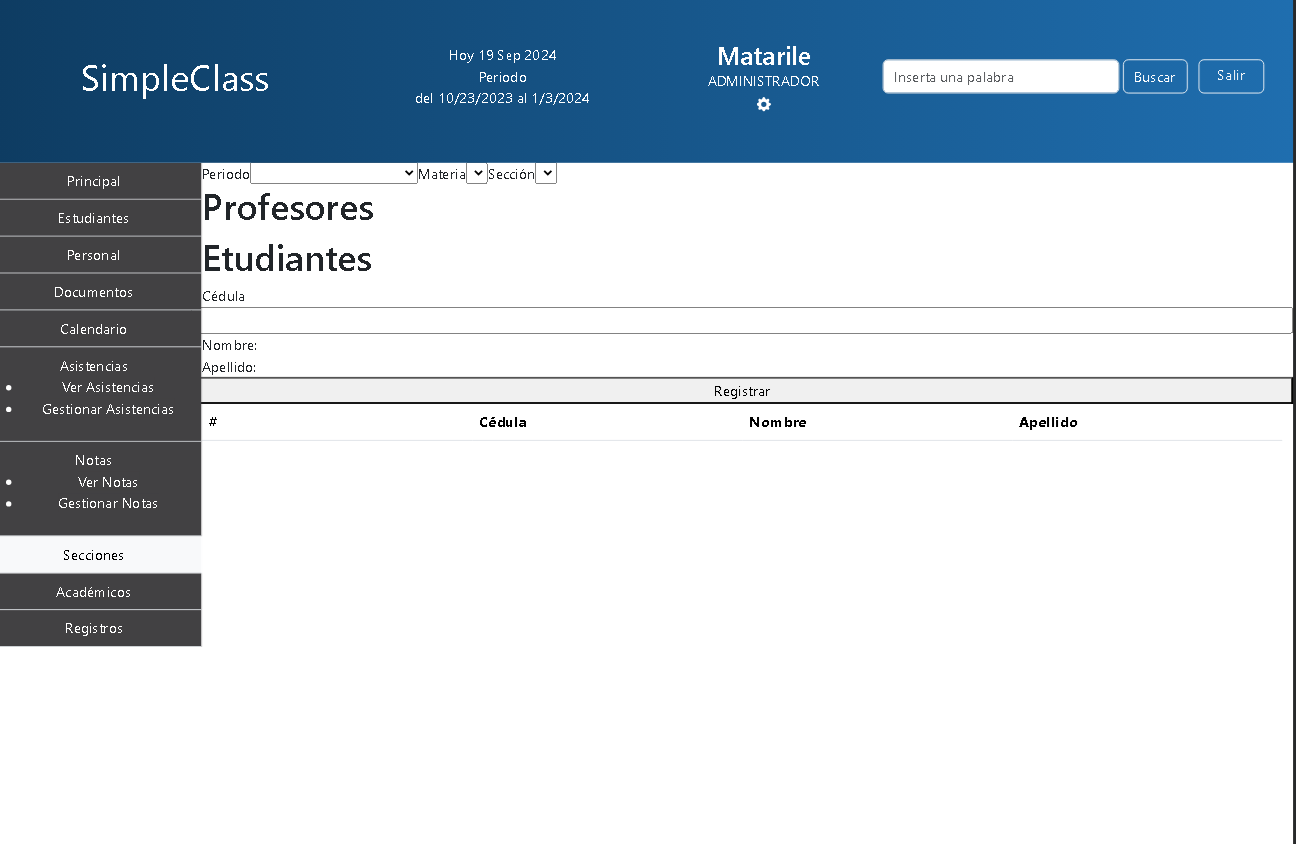 SimpleClass
Hoy 19 Sep 2024
Periodo
del 10/23/2023 al 1/3/2024
Matarile
ADMINISTRADOR
Inserta una palabra
Buscar
Salir
Principal
Estudiantes
Personal
Documentos
Calendario
Asistencias
Ver Asistencias
Gestionar Asistencias
Notas
Ver Notas
Gestionar Notas
Secciones
Académicos
Registros
Periodo Materia Sección
Profesores
Etudiantes
Cédula
Nombre:
Apellido:
Registrar
# Cédula Nombre Apellido